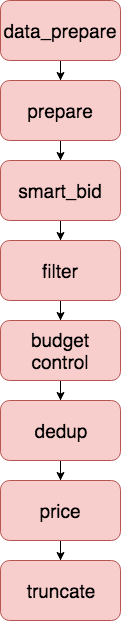 data_prepare
prepare
smart_bid
filter
budget
control
dedup
price
truncate